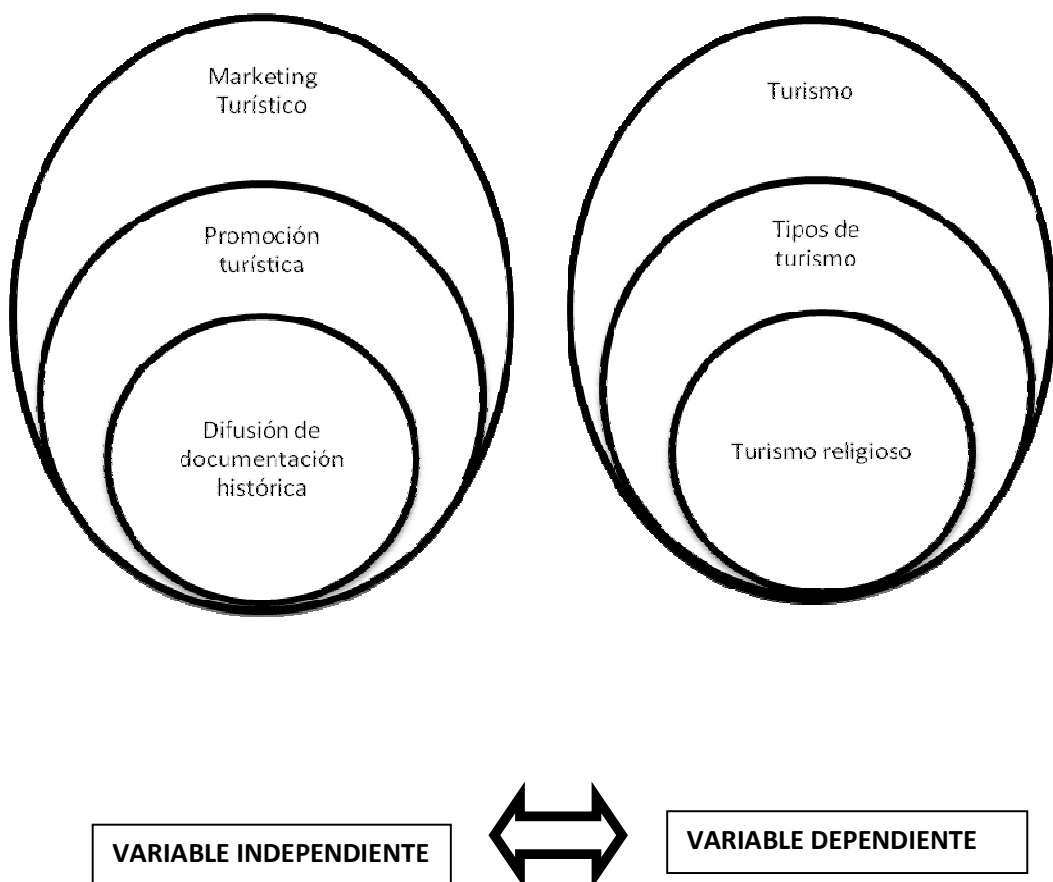 Marketing
Turístico
Promoción
turística
Difusión de
documentación
histórica
Turismo
Tipos de
turismo
Turismo religioso
VARIABLE INDEPENDIENTE
VARIABLE DEPENDIENTE